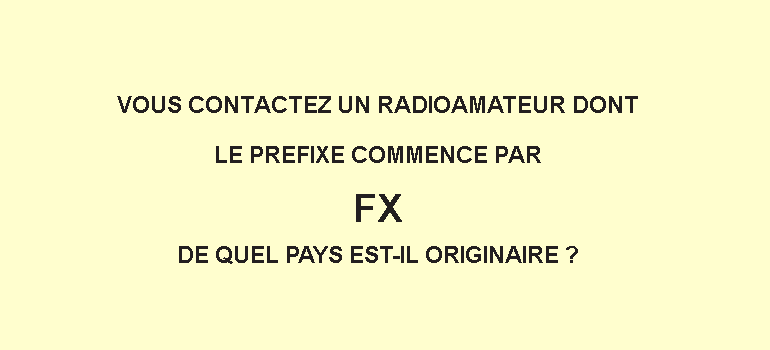 VOUS CONTACTEZ UN RADIOAMATEUR DONT
LE PREFIXE COMMENCE PAR
FX
DE QUEL PAYS EST-IL ORIGINAIRE ?